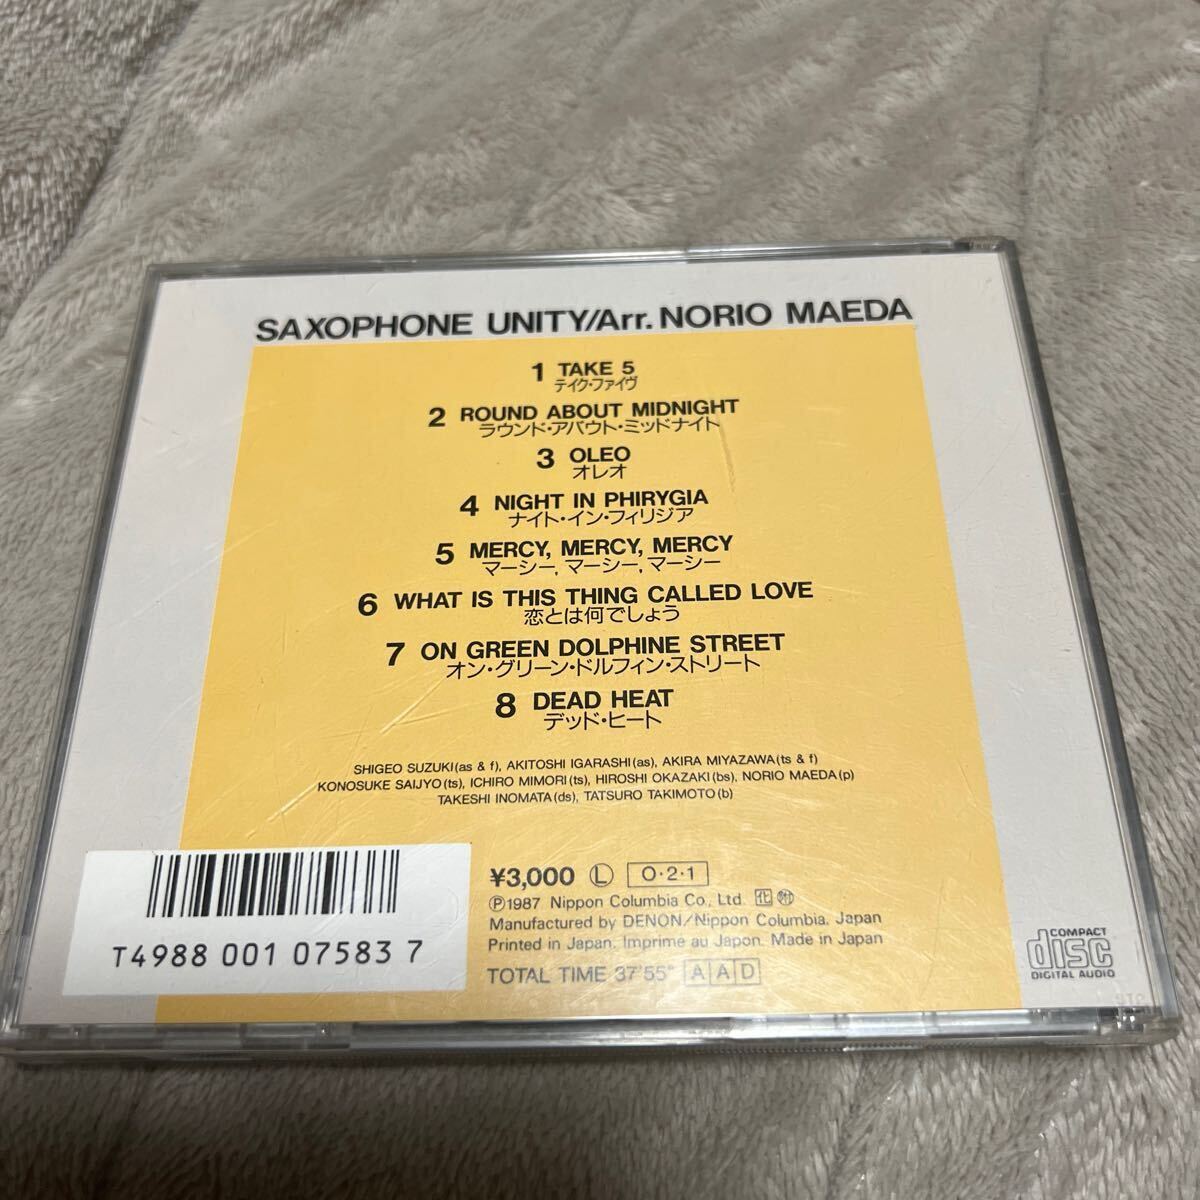 SAXOPHONE UNITY/Arr. NORIO MAEDA
1 TAKE 5
テイク・ファイヴ
2 ROUND ABOUT MIDNIGHT
ラウンド・アバウト・ミッドナイト
3 OLEO
オレオ
4 NIGHT IN PHIRYGIA
ナイト・イン・フィリジア
5 MERCY, MERCY, MERCY
マーシー, マーシー, マーシー
6 WHAT IS THIS THING CALLED LOVE
恋とは何でしょう
7 ON GREEN DOLPHINE STREET
オン・グリーン・ドルフィン・ストリート
8 DEAD HEAT
デッド・ヒート
SHIGEO SUZUKI(as & f), AKITOSHI IGARASHI(as), AKIRA MIYAZAWA(ts & f)
KONOSUKE SAIJYO(ts), ICHIRO MIMORI(ts), HIROSHI OKAZAKI(bs), NORIO MAEDA(p)
TAKESHI INOMATA(ds), TATSURO TAKIMOTO(b)
¥3,000 Ⓛ O・2・1
Ⓟ1987 Nippon Columbia Co., Ltd.
Manufactured by DENON/Nippon Columbia. Japan
Printed in Japan. Imprime au Japon. Made in Japan
TOTAL TIME 37'55" A A D
T4988 001 07583 7
COMPACT
disc
DIGITAL AUDIO